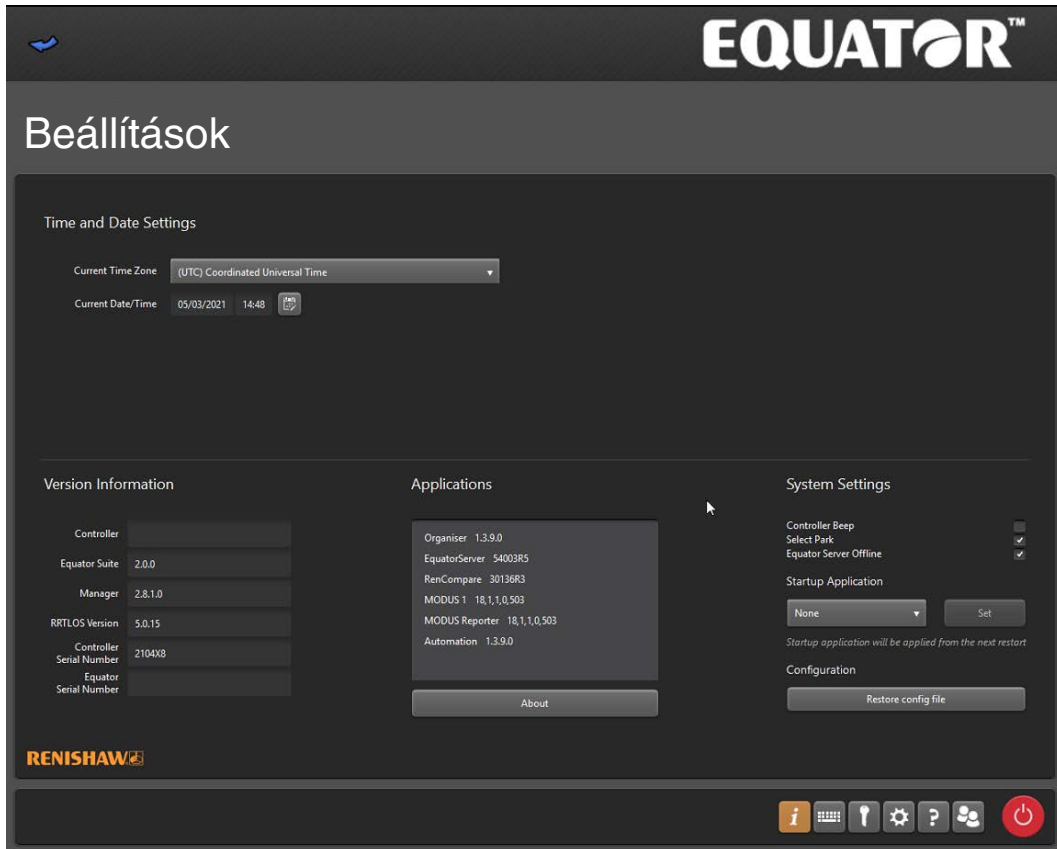 EQUATOR™
Beállítások
Time and Date Settings
Current Time Zone (UTC) Coordinated Universal Time
Current Date/Time 05/03/2021 14:48
Version Information
Controller
Equator Suite 2.0.0
Manager 2.8.1.0
RRTLOS Version 5.0.15
Controller
Serial Number 2104X8
Equator
Serial Number
Applications
Organiser 1.3.9.0
EquatorServer 54003R5
RenCompare 30136R3
MODUS 1 18,1,1,0,503
MODUS Reporter 18,1,1,0,503
Automation 1.3.9.0
About
System Settings
Controller Beep
Select Park
Equator Server Offline
Startup Application
None Set
Startup application will be applied from the next restart
Configuration
Restore config file
RENISHAW
i ?